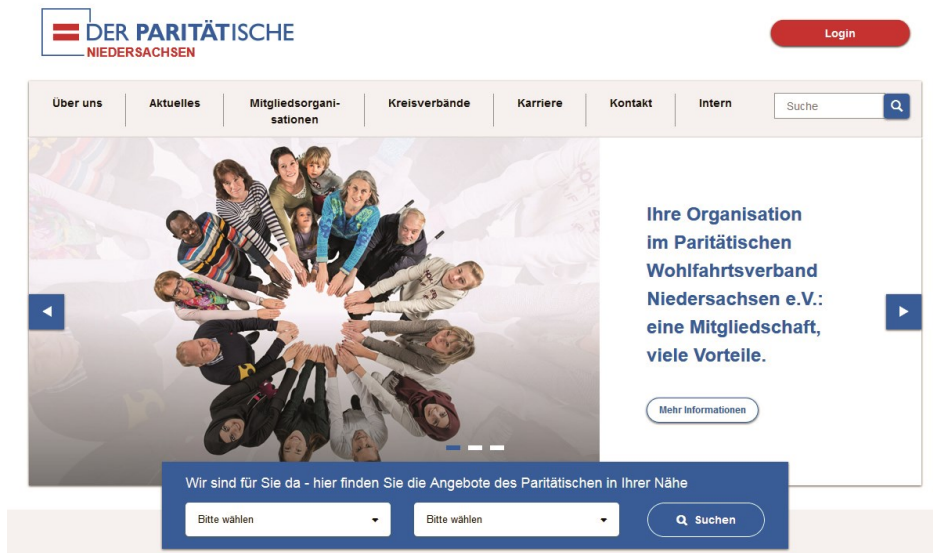 DER PARITÄTISCHE
NIEDERSACHSEN
Login
Über uns
Aktuelles
Mitgliedsorgani-
sationen
Kreisverbände
Karriere
Kontakt
Intern
Suche
Ihre Organisation
im Paritätischen
Wohlfahrtsverband
Niedersachsen e.V.:
eine Mitgliedschaft,
viele Vorteile.
Mehr Informationen
Wir sind für Sie da - hier finden Sie die Angebote des Paritätischen in Ihrer Nähe
Bitte wählen
Bitte wählen
Suchen